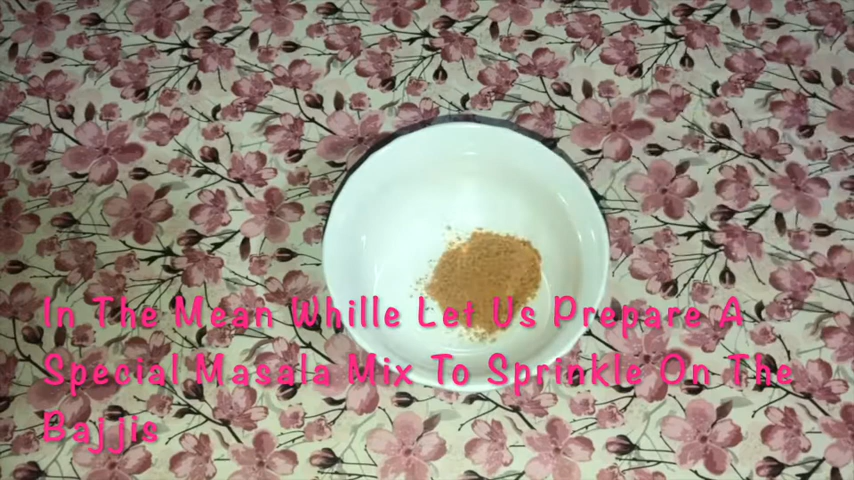 In The Mean Whille Let Us Prepare A
Special Masala Mix To Sprinkle On The
Bajjis